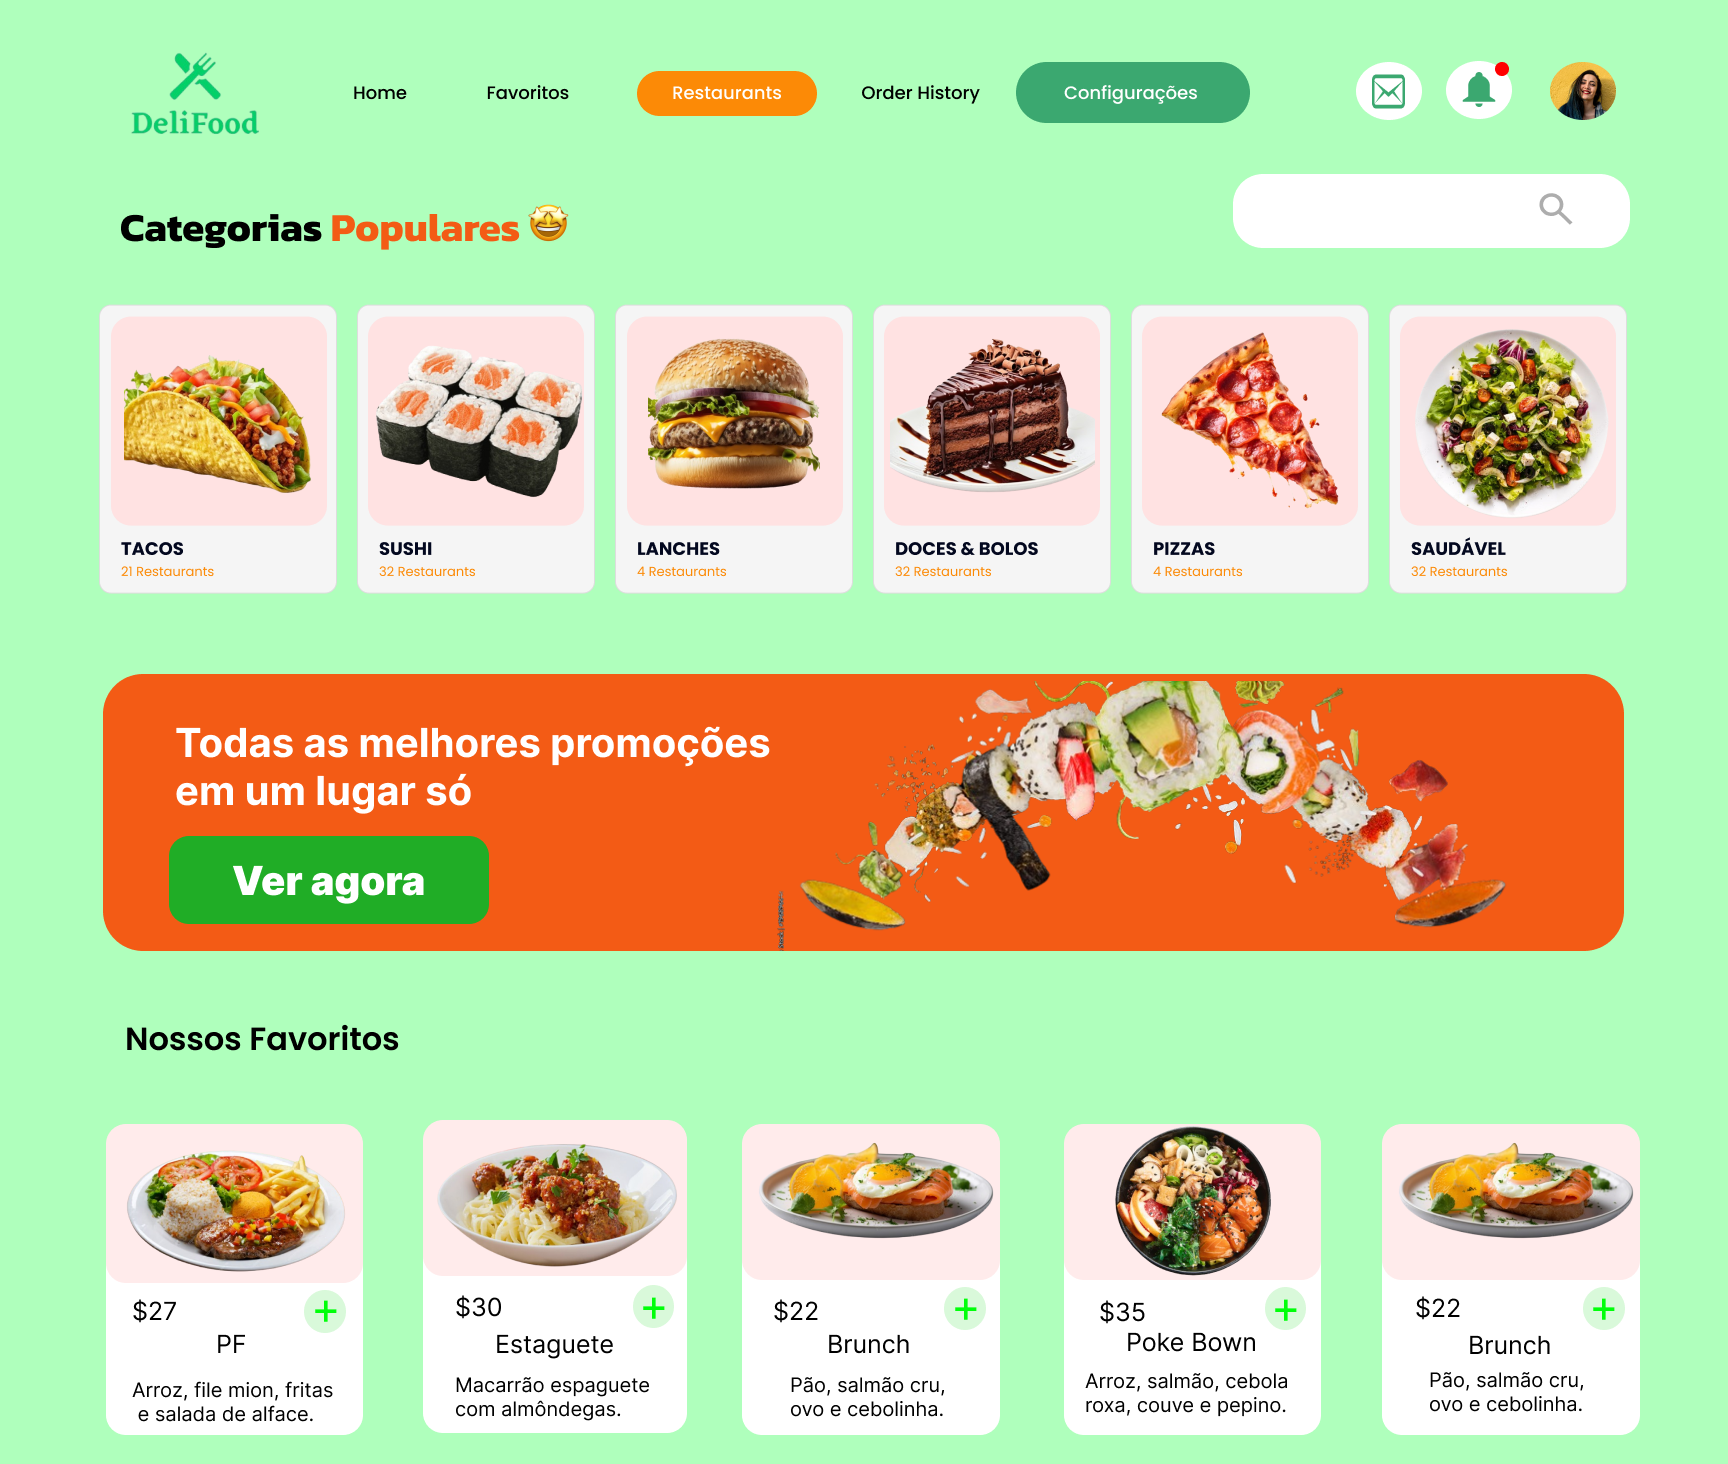 DeliFood
Home
Favoritos
Restaurants
Order History
Configurações
Categorias Populares
TACOS
21 Restaurants
SUSHI
32 Restaurants
LANCHES
4 Restaurants
DOCES & BOLOS
32 Restaurants
PIZZAS
4 Restaurants
SAUDÁVEL
32 Restaurants
Todas as melhores promoções
em um lugar só
Ver agora
Nossos Favoritos
$27
PF
Arroz, file mion, fritas
e salada de alface.
$30
Estaguete
Macarrão espaguete
com almôndegas.
$22
Brunch
Pão, salmão cru,
ovo e cebolinha.
$35
Poke Bown
Arroz, salmão, cebola
roxa, couve e pepino.
$22
Brunch
Pão, salmão cru,
ovo e cebolinha.